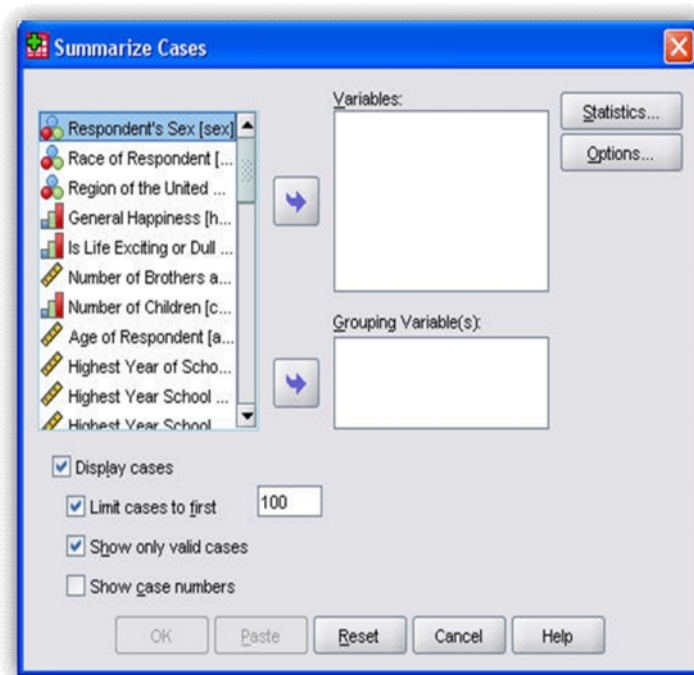 Summarize Cases
Respondent's Sex [sex]
Race of Respondent [...
Region of the United ...
General Happiness [h...
Is Life Exciting or Dull ...
Number of Brothers a...
Number of Children [c...
Age of Respondent [a...
Highest Year of Scho...
Highest Year School ...
Highest Year School
Variables:
Grouping Variable(s):
Statistics...
Options...
Display cases
Limit cases to first 100
Show only valid cases
Show case numbers
OK Paste Reset Cancel Help